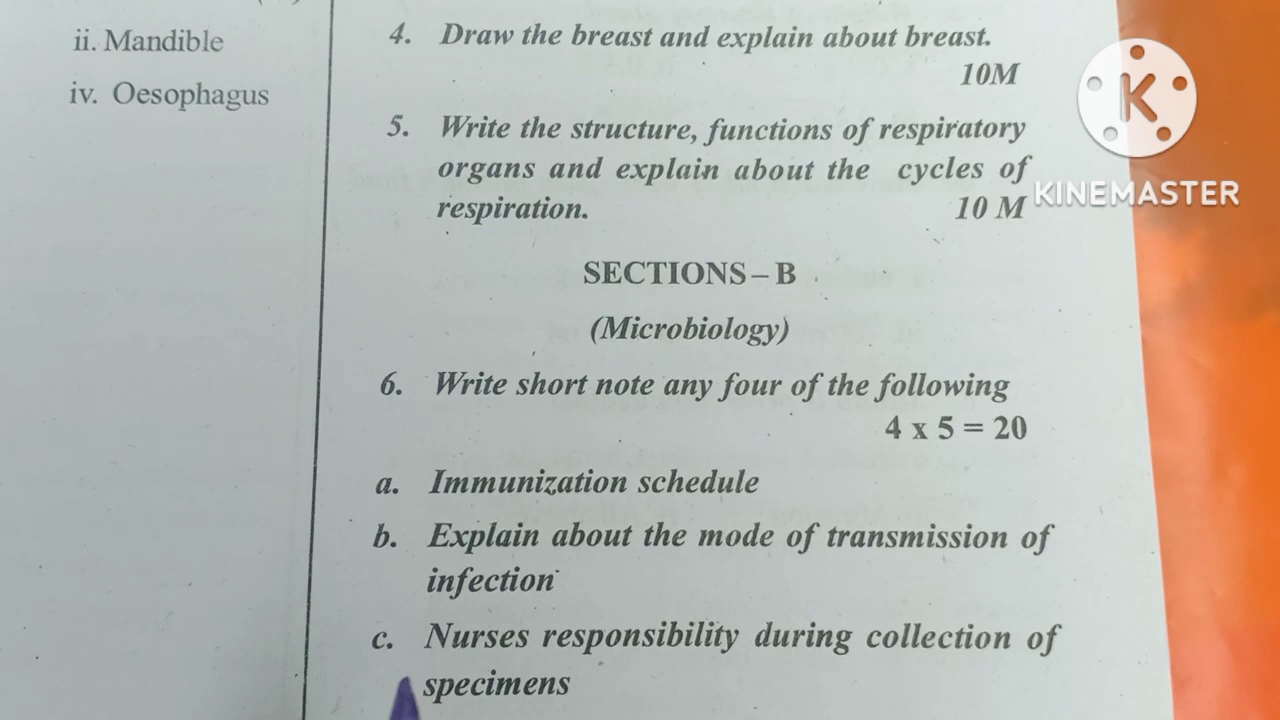 ii. Mandible
iv. Oesophagus
4. Draw the breast and explain about breast.
10M
5. Write the structure, functions of respiratory
organs and explain about the cycles of
respiration. 10 M
SECTIONS – B
(Microbiology)
6. Write short note any four of the following
4 x 5 = 20
a. Immunization schedule
b. Explain about the mode of transmission of
infection
c. Nurses responsibility during collection of
specimens
K
KINEMASTER